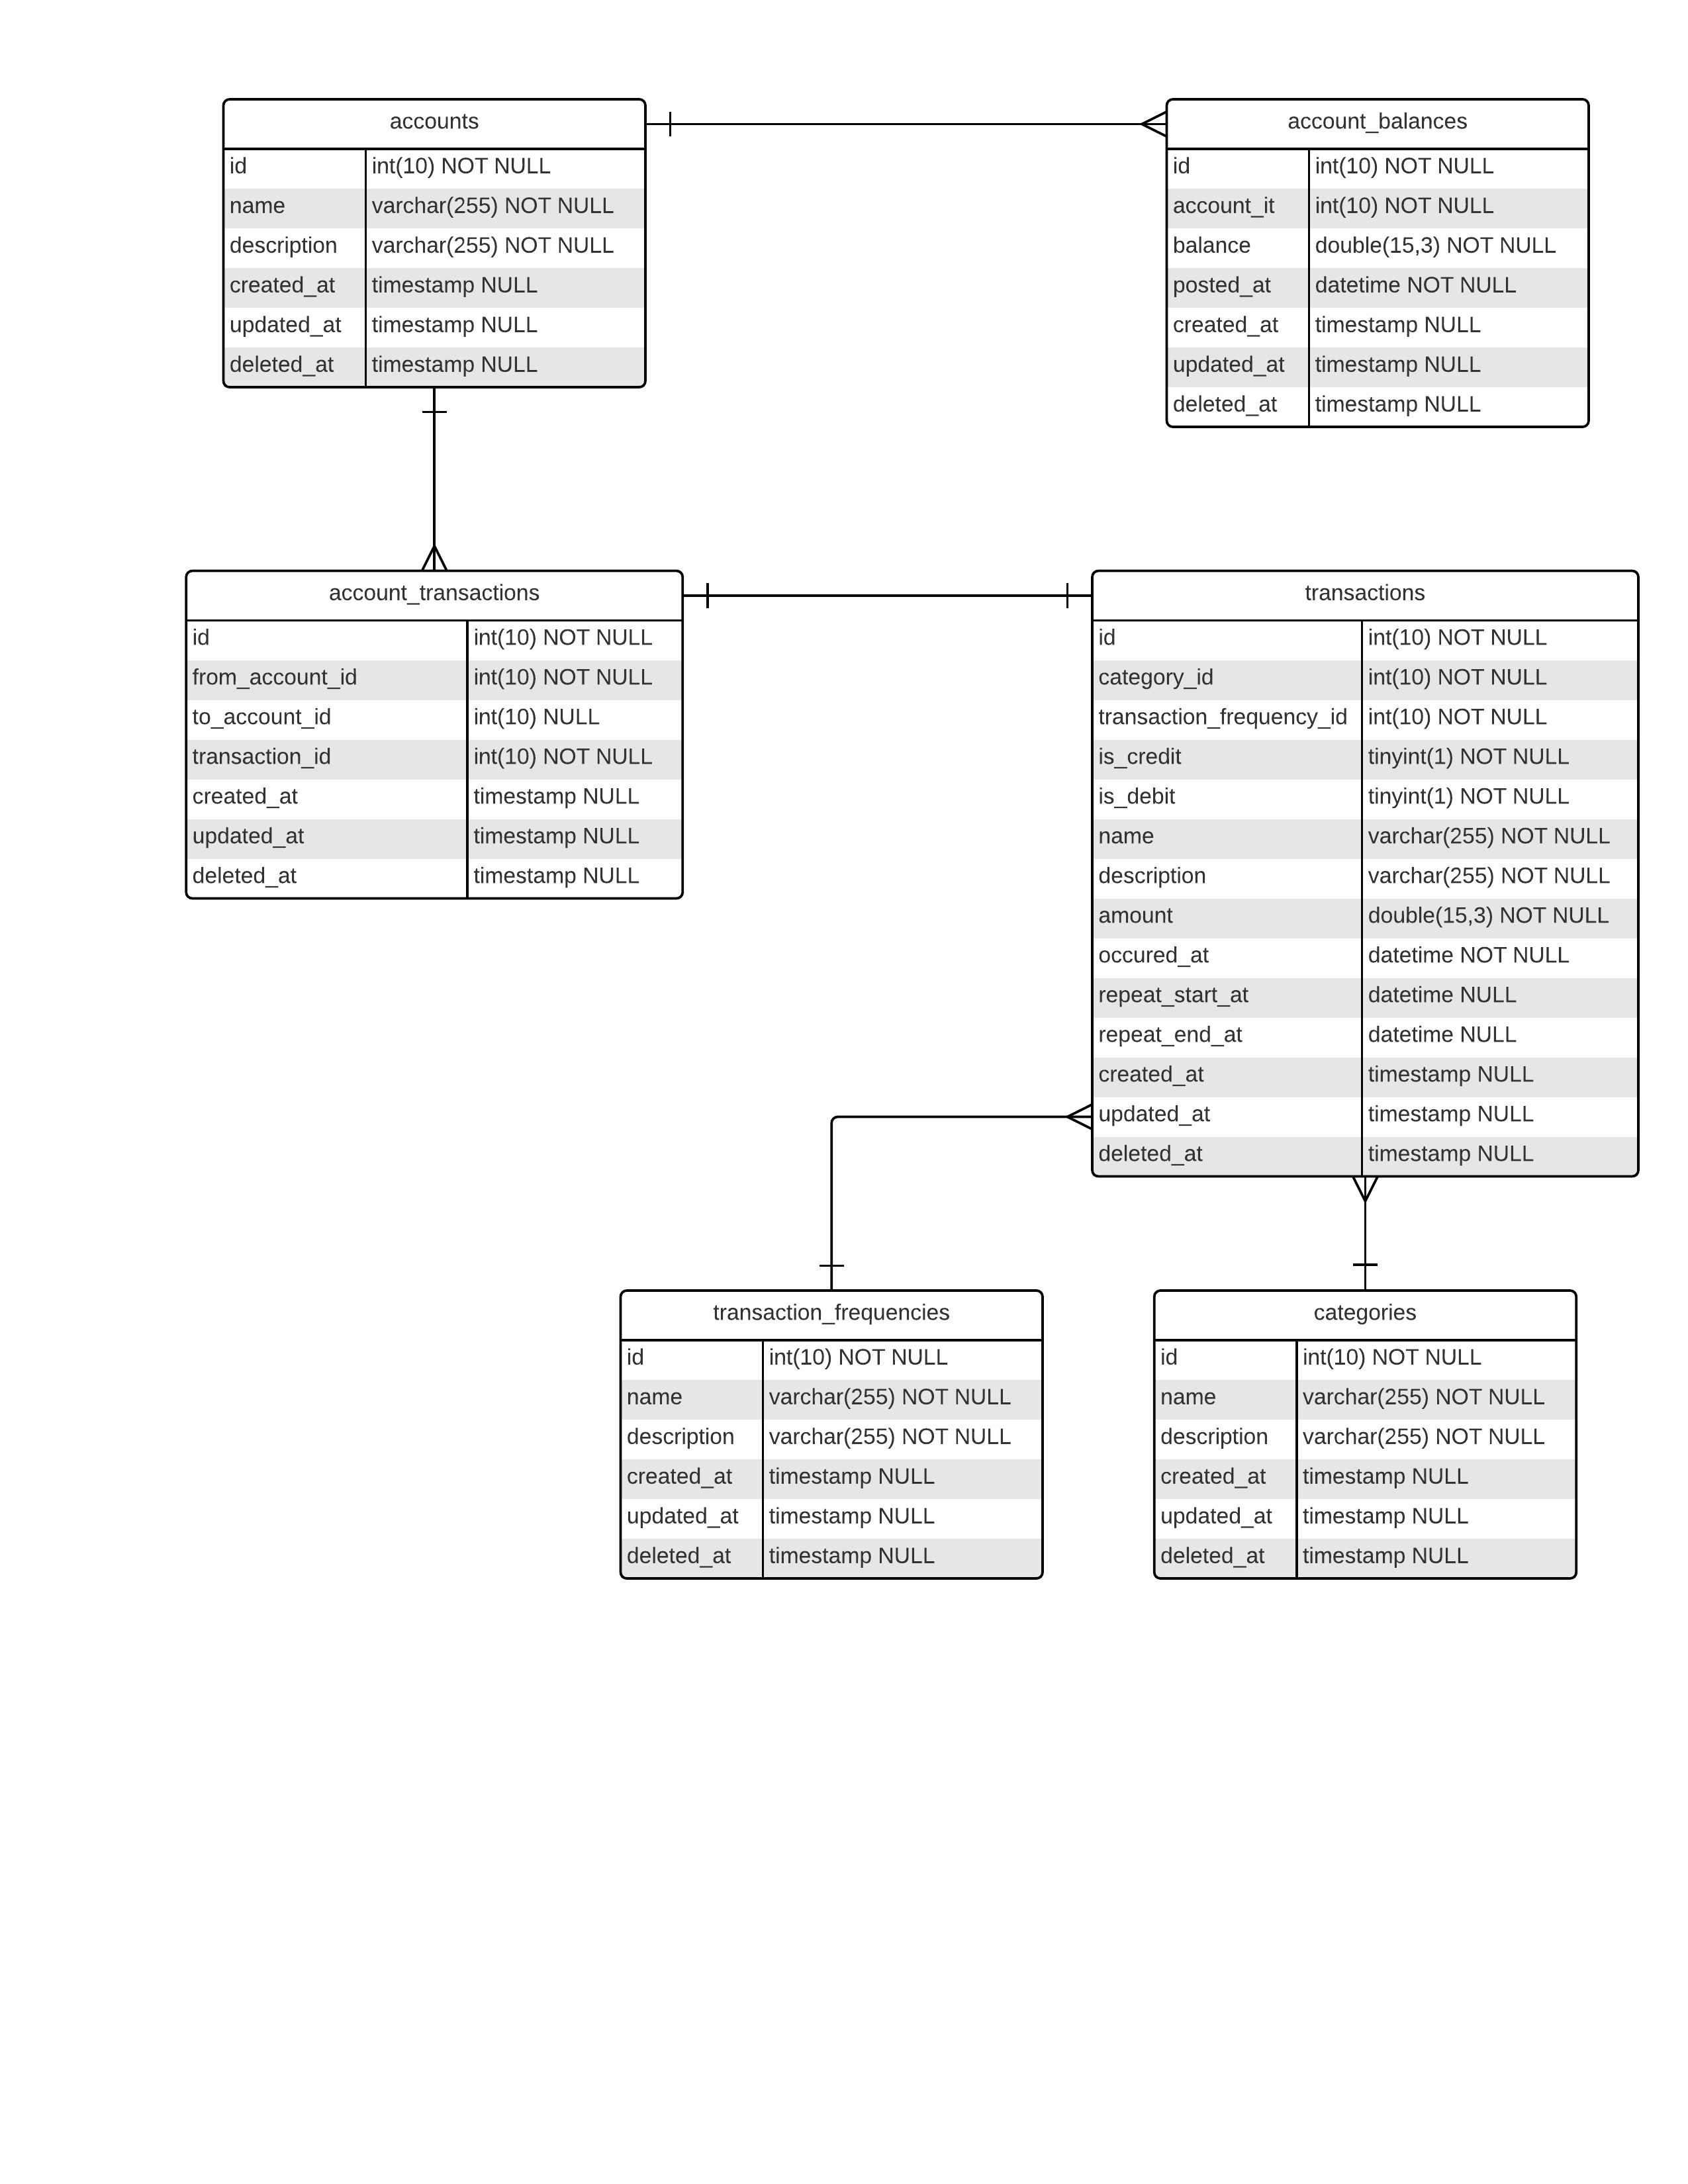 accounts
id int(10) NOT NULL
name varchar(255) NOT NULL
description varchar(255) NOT NULL
created_at timestamp NULL
updated_at timestamp NULL
deleted_at timestamp NULL
account_balances
id int(10) NOT NULL
account_it int(10) NOT NULL
balance double(15,3) NOT NULL
posted_at datetime NOT NULL
created_at timestamp NULL
updated_at timestamp NULL
deleted_at timestamp NULL
account_transactions
id int(10) NOT NULL
from_account_id int(10) NOT NULL
to_account_id int(10) NULL
transaction_id int(10) NOT NULL
created_at timestamp NULL
updated_at timestamp NULL
deleted_at timestamp NULL
transactions
id int(10) NOT NULL
category_id int(10) NOT NULL
transaction_frequency_id int(10) NOT NULL
is_credit tinyint(1) NOT NULL
is_debit tinyint(1) NOT NULL
name varchar(255) NOT NULL
description varchar(255) NOT NULL
amount double(15,3) NOT NULL
occured_at datetime NOT NULL
repeat_start_at datetime NULL
repeat_end_at datetime NULL
created_at timestamp NULL
updated_at timestamp NULL
deleted_at timestamp NULL
transaction_frequencies
id int(10) NOT NULL
name varchar(255) NOT NULL
description varchar(255) NOT NULL
created_at timestamp NULL
updated_at timestamp NULL
deleted_at timestamp NULL
categories
id int(10) NOT NULL
name varchar(255) NOT NULL
description varchar(255) NOT NULL
created_at timestamp NULL
updated_at timestamp NULL
deleted_at timestamp NULL